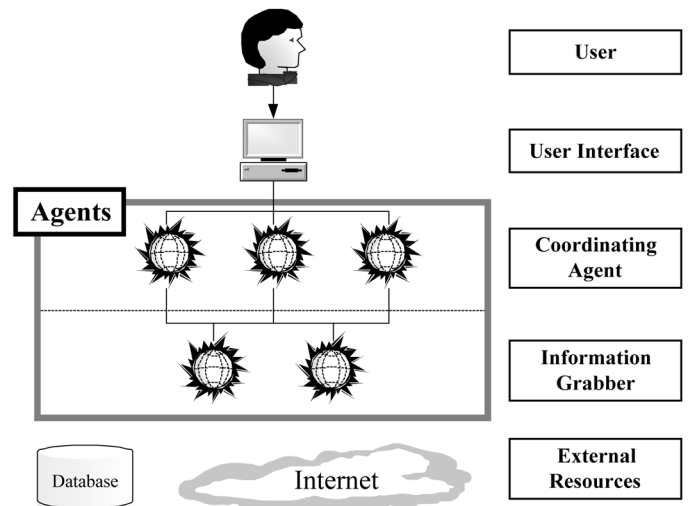 User
User Interface
Agents
Coordinating
Agent
Information
Grabber
Database
Internet
External
Resources